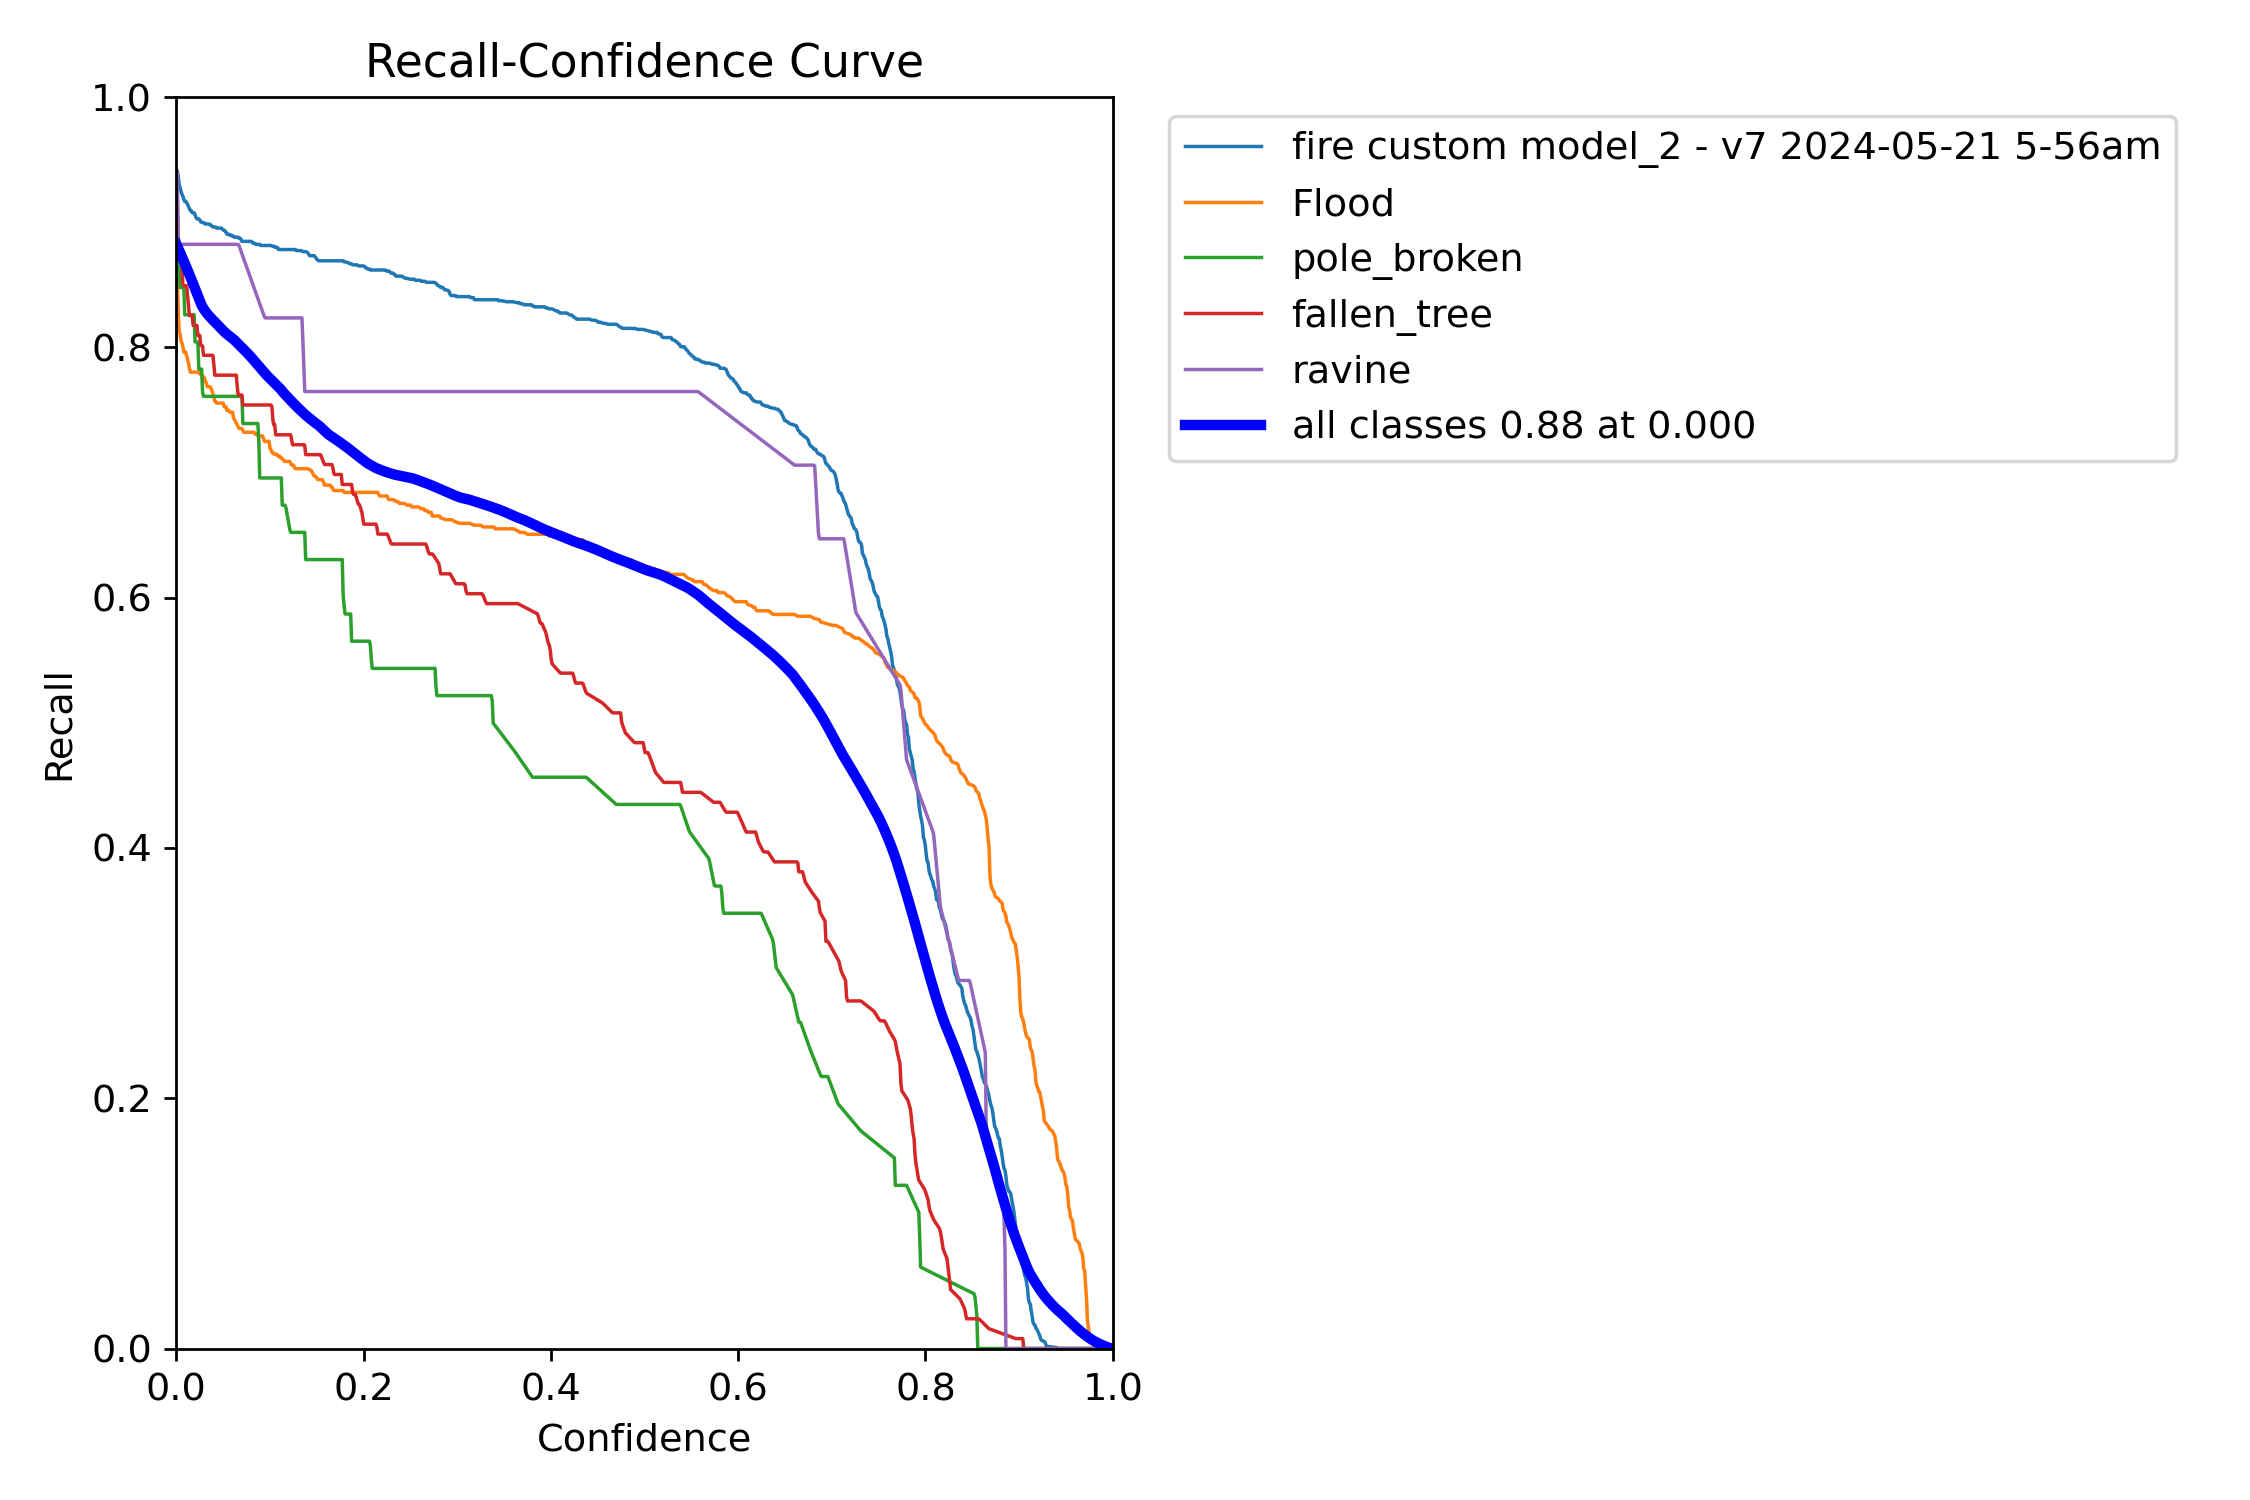 Recall-Confidence Curve
1.0
0.8
0.6
0.4
0.2
0.0
Recall
0.0 0.2 0.4 0.6 0.8 1.0
Confidence
fire custom model_2 - v7 2024-05-21 5-56am
Flood
pole_broken
fallen_tree
ravine
all classes 0.88 at 0.000